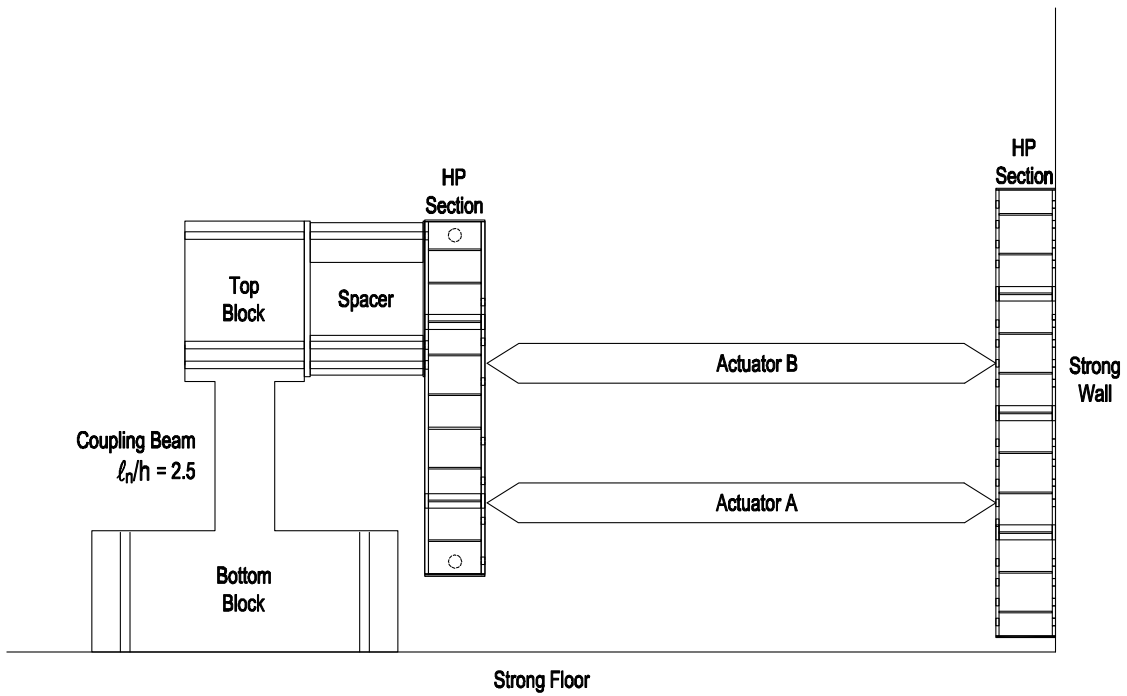 HP
Section
HP
Section
Top
Block
Spacer
Actuator B
Strong
Wall
Coupling Beam
ℓn/h = 2.5
Actuator A
Bottom
Block
Strong Floor